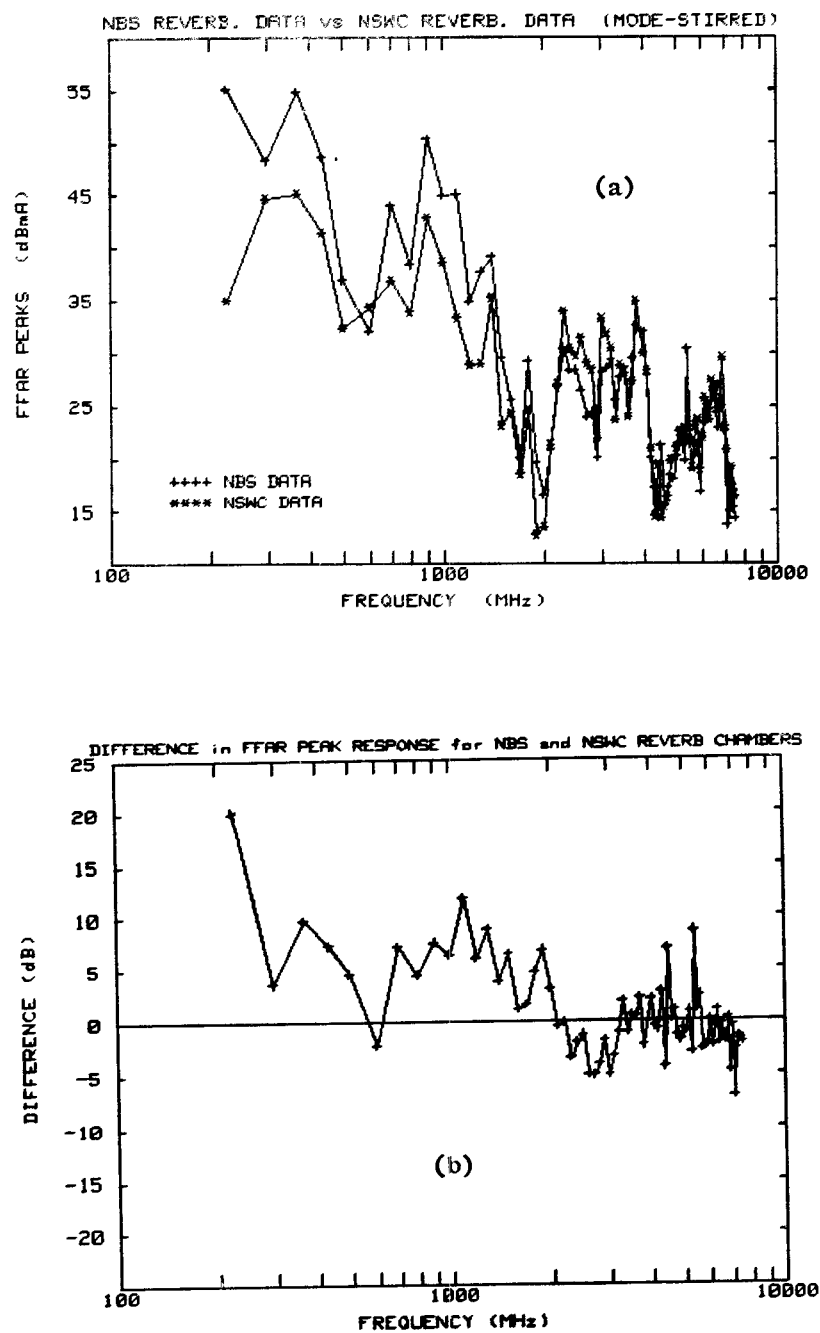 NBS REVERB. DATA vs NSWC REVERB. DATA (MODE-STIRRED)
55
45
35
25
15
FFAR PEAKS (dBmA)
(a)
++++ NBS DATA
**** NSWC DATA
100
1000
10000
FREQUENCY (MHz)
DIFFERENCE in FFAR PEAK RESPONSE for NBS and NSWC REVERB CHAMBERS
25
20
15
10
5
0
-5
-10
-15
-20
DIFFERENCE (dB)
(b)
100
1000
10000
FREQUENCY (MHz)